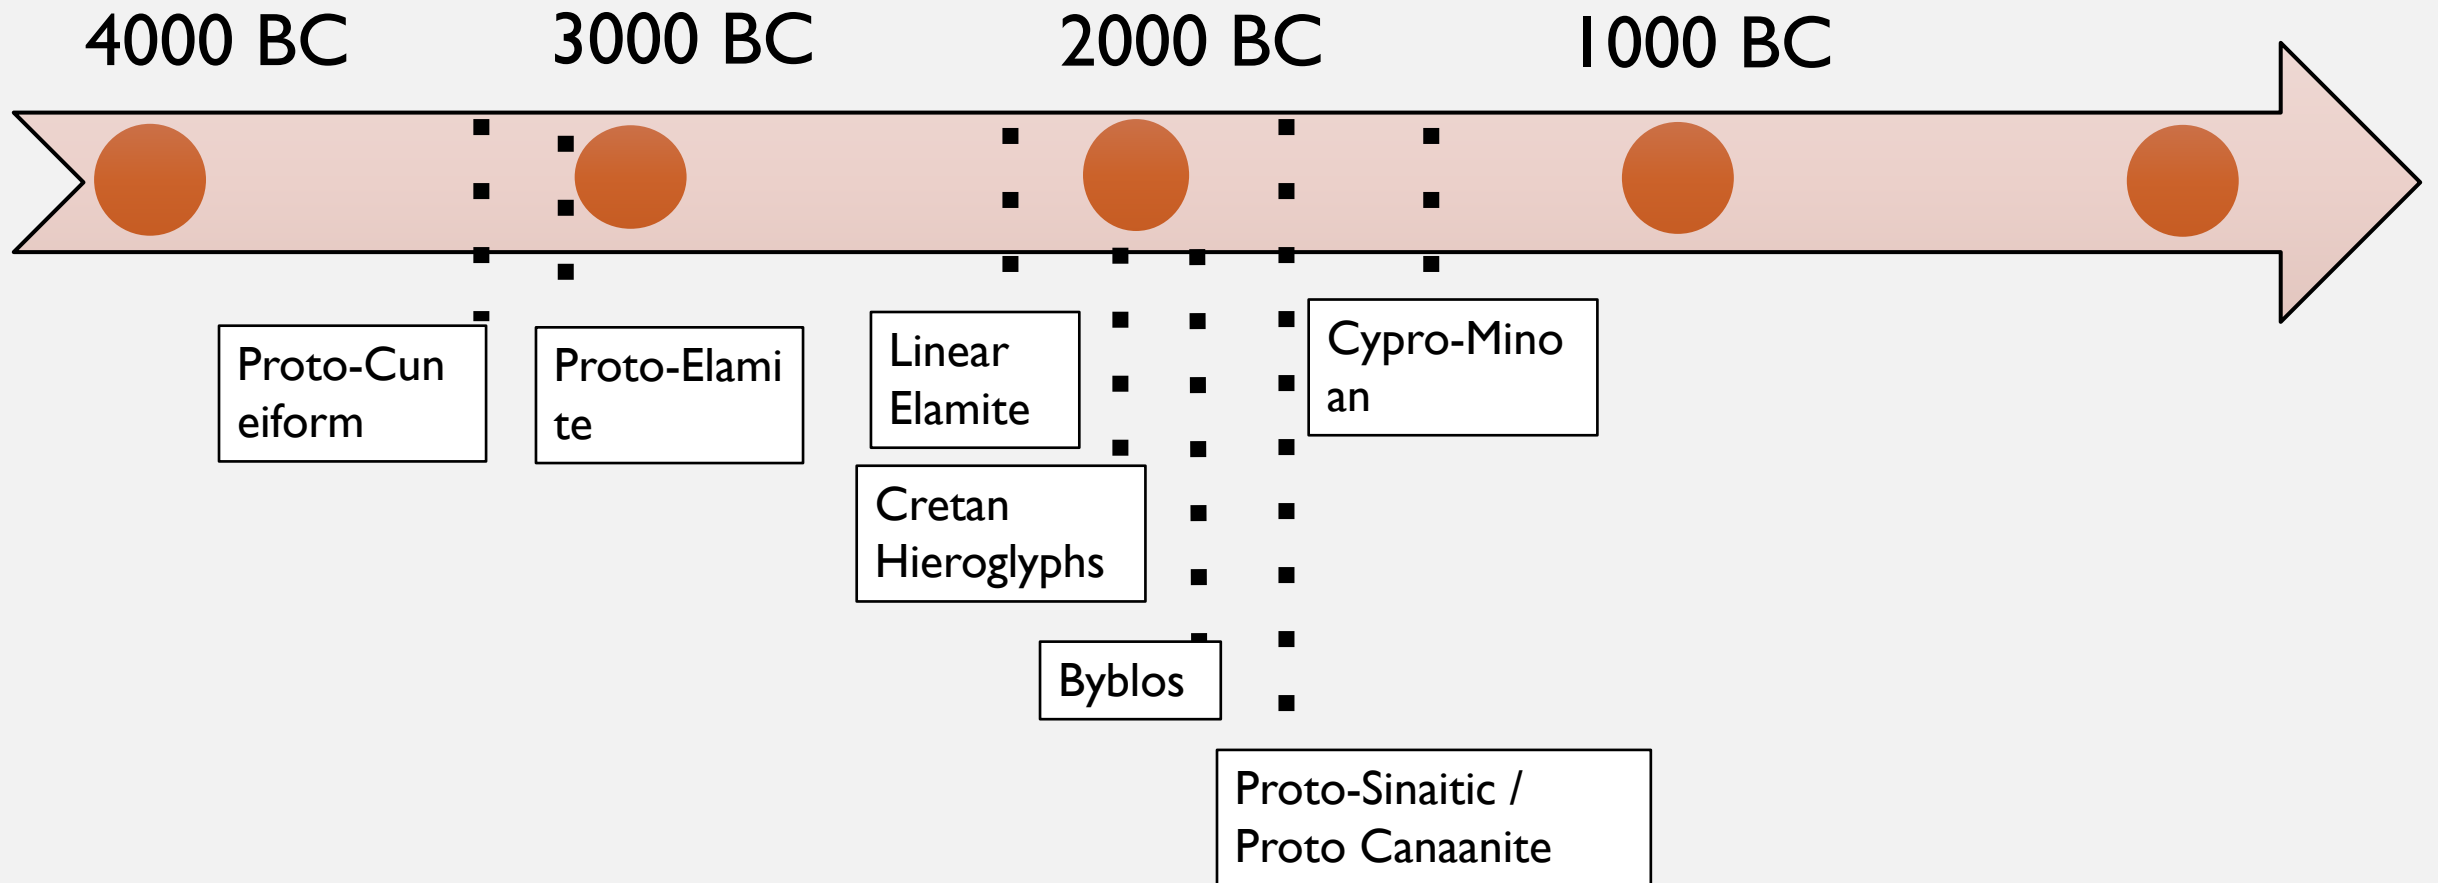 4000 BC 3000 BC 2000 BC 1000 BC
Proto-Cun
eiform
Proto-Elami
te
Linear
Elamite
Cypro-Mino
an
Cretan
Hieroglyphs
Byblos
Proto-Sinaitic /
Proto Canaanite